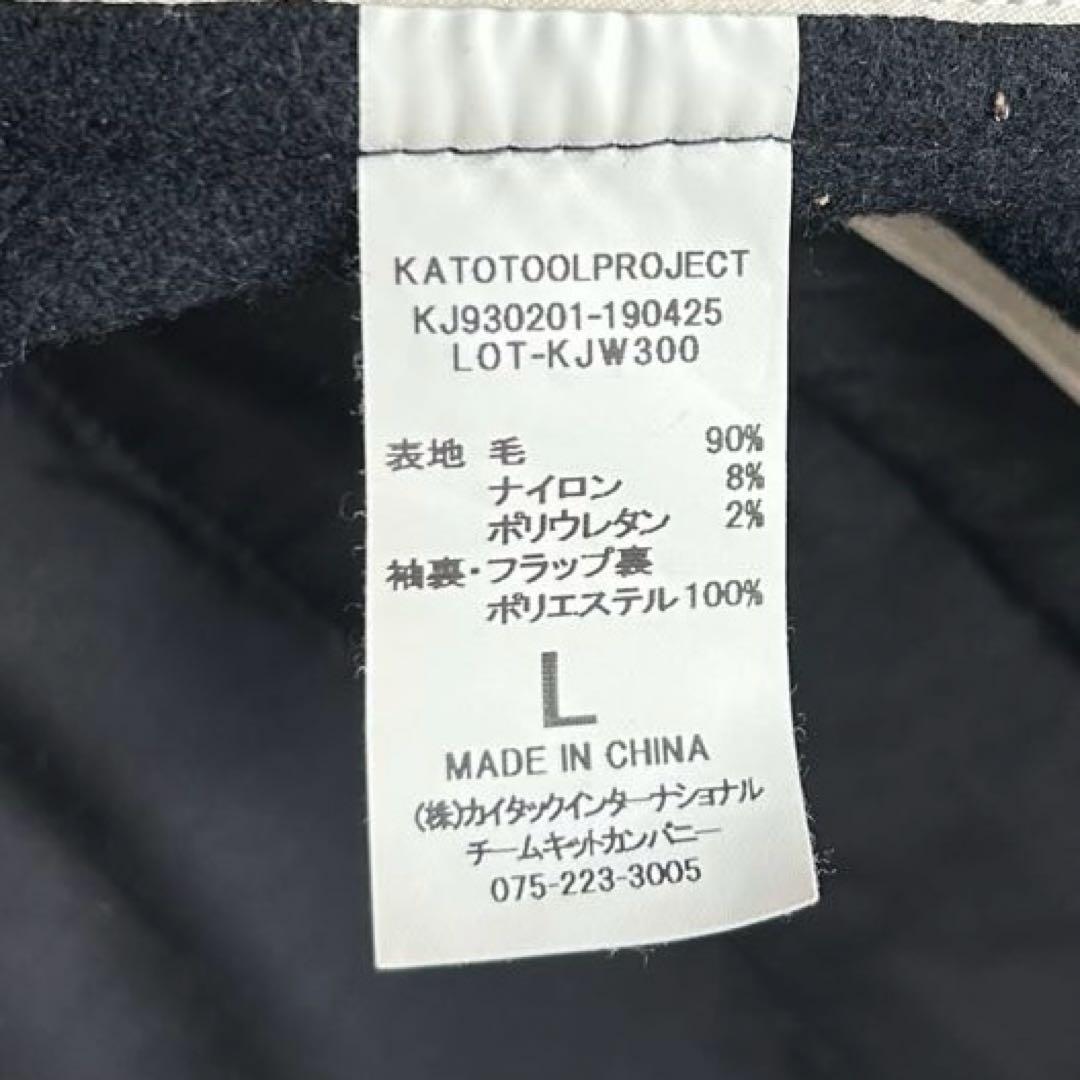 KATOTOOLPROJECT
KJ930201-190425
LOT-KJW300
表地 毛 90%
ナイロン 8%
ポリウレタン 2%
袖裏・フラップ裏
ポリエステル 100%
L
MADE IN CHINA
(株)カイタックインターナショナル
チームキットカンパニー
075-223-3005